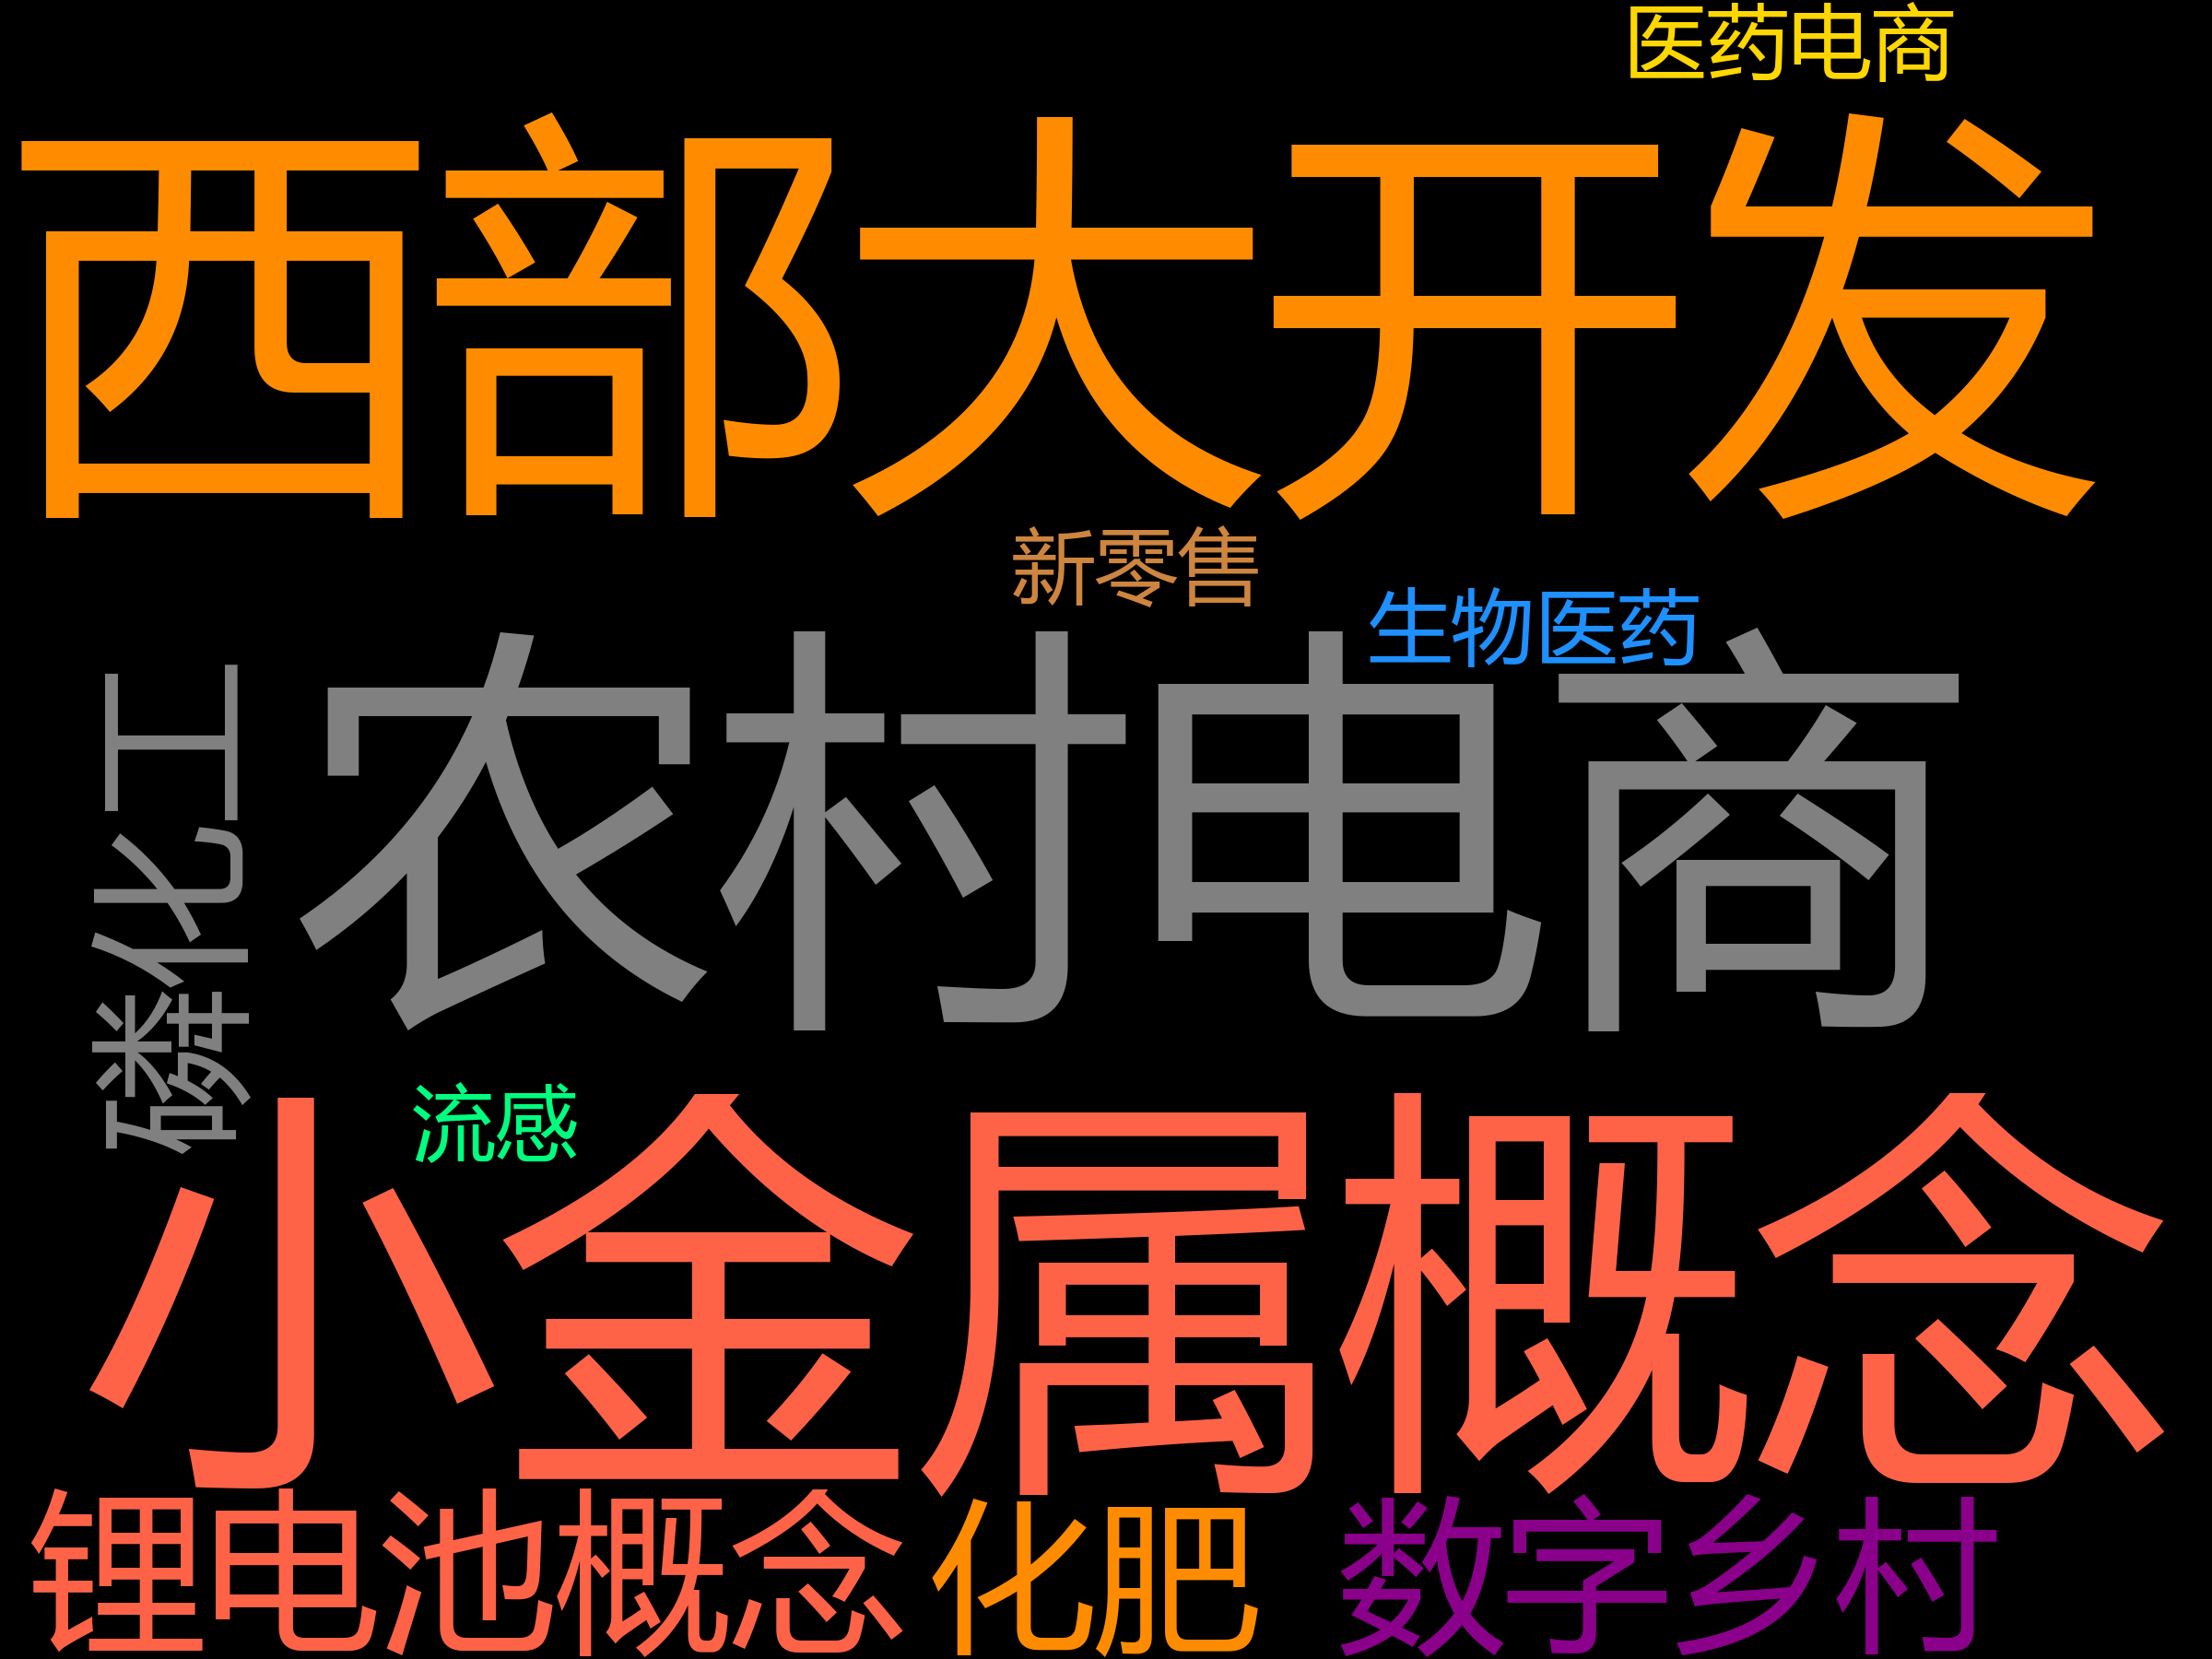 医药电商
西部大开发
新零售
生物医药
农村电商
磷化工
流感
小金属概念
锂电池概念
化肥
数字乡村